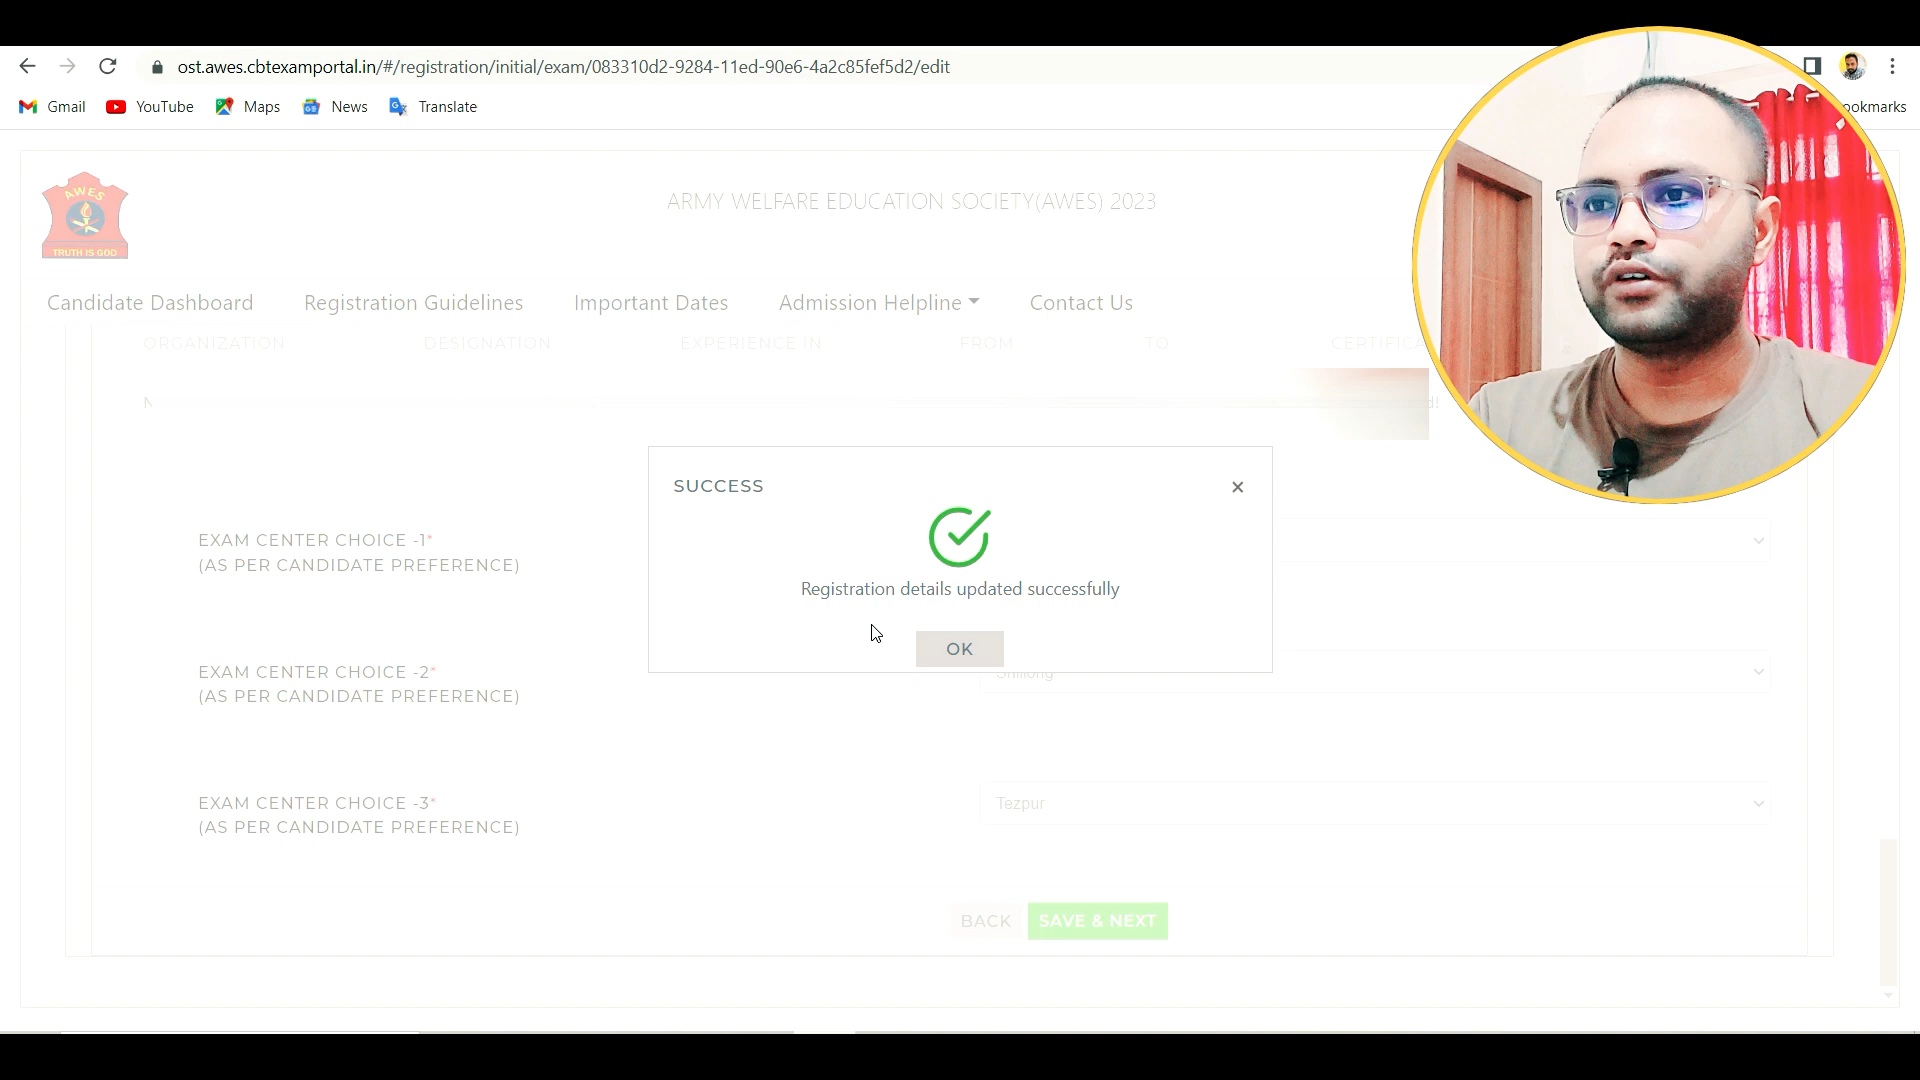 ost.awes.cbtexamportal.in/#/registration/initial/exam/083310d2-9284-11ed-90e6-4a2c85fef5d2/edit
Gmail YouTube Maps News Translate ookmarks
AWES
TRUTH IS GOD
ARMY WELFARE EDUCATION SOCIETY(AWES) 2023
Candidate Dashboard Registration Guidelines Important Dates Admission Helpline Contact Us
ORGANIZATION DESIGNATION EXPERIENCE IN FROM TO CERTIFICA
N d!
SUCCESS ×
Registration details updated successfully
OK
EXAM CENTER CHOICE -1*
(AS PER CANDIDATE PREFERENCE)
EXAM CENTER CHOICE -2* Shillong
(AS PER CANDIDATE PREFERENCE)
EXAM CENTER CHOICE -3* Tezpur
(AS PER CANDIDATE PREFERENCE)
BACK SAVE & NEXT